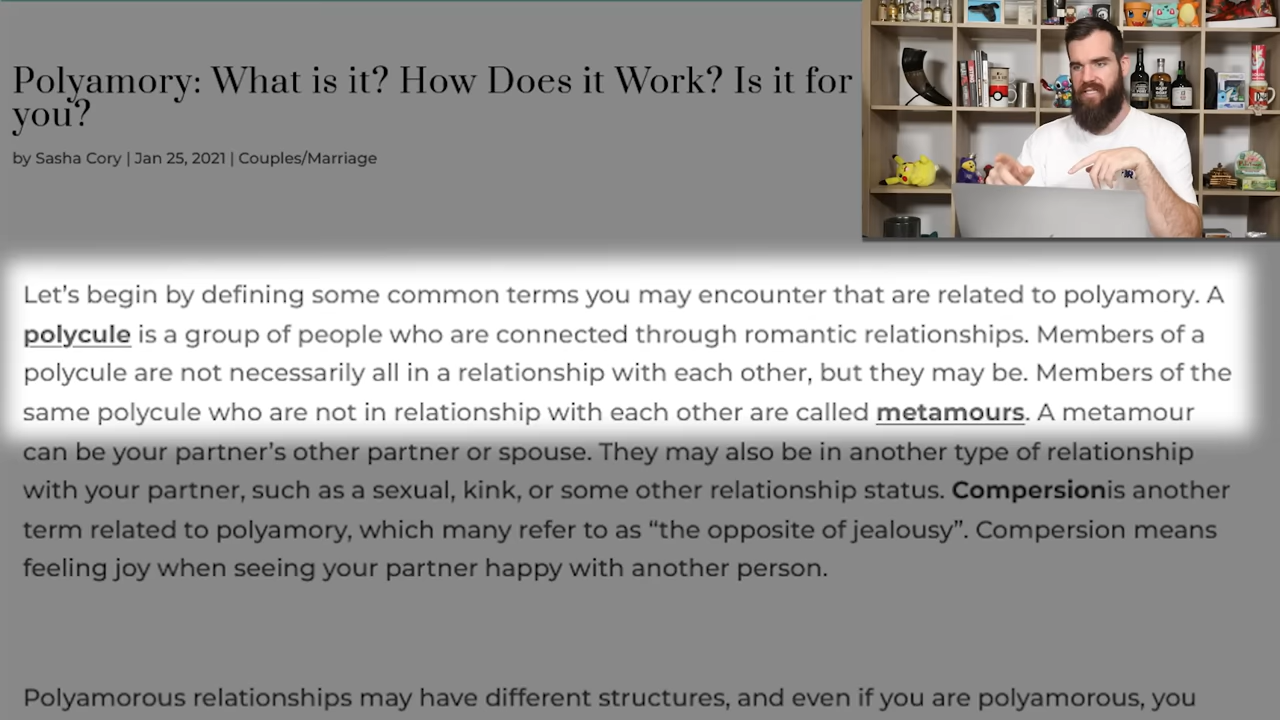 Polyamory: What is it? How Does it Work? Is it for
you?
by Sasha Cory | Jan 25, 2021 | Couples/Marriage
Let’s begin by defining some common terms you may encounter that are related to polyamory. A
polycule is a group of people who are connected through romantic relationships. Members of a
polycule are not necessarily all in a relationship with each other, but they may be. Members of the
same polycule who are not in relationship with each other are called metamours. A metamour
can be your partner’s other partner or spouse. They may also be in another type of relationship
with your partner, such as a sexual, kink, or some other relationship status. Compersionis another
term related to polyamory, which many refer to as “the opposite of jealousy”. Compersion means
feeling joy when seeing your partner happy with another person.
Polyamorous relationships may have different structures, and even if you are polyamorous, you